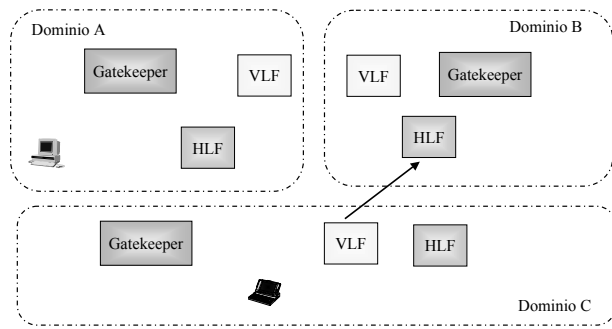 Dominio A
Gatekeeper
VLF
HLF
Dominio B
VLF
Gatekeeper
HLF
Gatekeeper
VLF
HLF
Dominio C